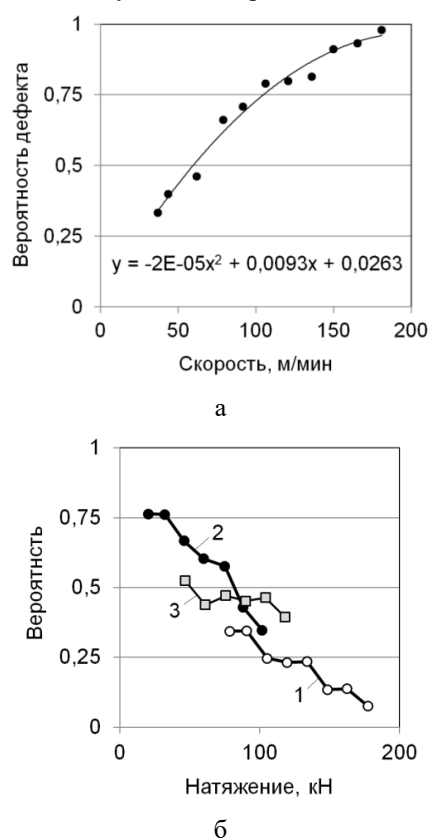 1
0,75
0,5
0,25
0
Вероятность дефекта
y = -2E-05x² + 0,0093x + 0,0263
0 50 100 150 200
Скорость, м/мин
а
1
0,75
0,5
0,25
0
Вероятнсть
2
3
1
0 100 200
Натяжение, кН
б